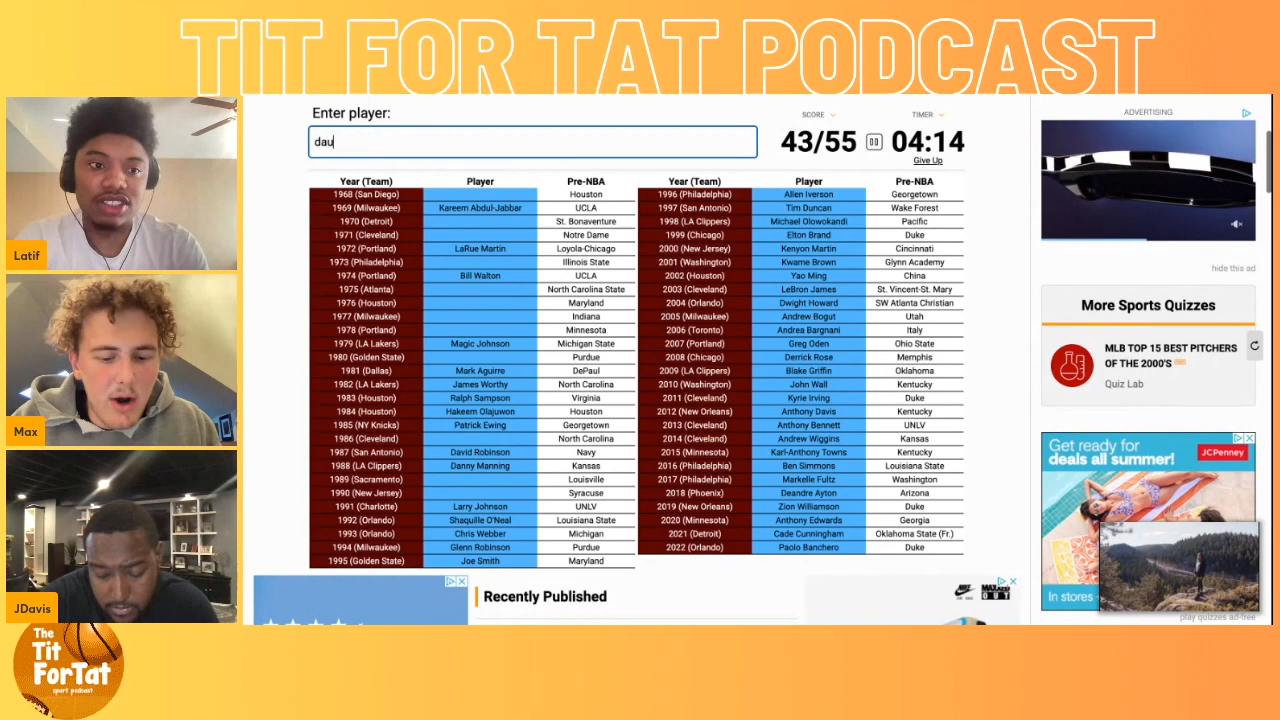 TIT FOR TAT PODCAST
Latif
Max
JDavis
The
Tit
ForTat
sport podcast
Enter player:
dau
SCORE
43/55
TIMER
04:14
Give Up
Year (Team) Player Pre-NBA
1968 (San Diego) Houston
1969 (Milwaukee) Kareem Abdul-Jabbar UCLA
1970 (Detroit) St. Bonaventure
1971 (Cleveland) Notre Dame
1972 (Portland) LaRue Martin Loyola-Chicago
1973 (Philadelphia) Illinois State
1974 (Portland) Bill Walton UCLA
1975 (Atlanta) North Carolina State
1976 (Houston) Maryland
1977 (Milwaukee) Indiana
1978 (Portland) Minnesota
1979 (LA Lakers) Magic Johnson Michigan State
1980 (Golden State) Purdue
1981 (Dallas) Mark Aguirre DePaul
1982 (LA Lakers) James Worthy North Carolina
1983 (Houston) Ralph Sampson Virginia
1984 (Houston) Hakeem Olajuwon Houston
1985 (NY Knicks) Patrick Ewing Georgetown
1986 (Cleveland) North Carolina
1987 (San Antonio) David Robinson Navy
1988 (LA Clippers) Danny Manning Kansas
1989 (Sacramento) Louisville
1990 (New Jersey) Syracuse
1991 (Charlotte) Larry Johnson UNLV
1992 (Orlando) Shaquille O'Neal Louisiana State
1993 (Orlando) Chris Webber Michigan
1994 (Milwaukee) Glenn Robinson Purdue
1995 (Golden State) Joe Smith Maryland
Year (Team) Player Pre-NBA
1996 (Philadelphia) Allen Iverson Georgetown
1997 (San Antonio) Tim Duncan Wake Forest
1998 (LA Clippers) Michael Olowokandi Pacific
1999 (Chicago) Elton Brand Duke
2000 (New Jersey) Kenyon Martin Cincinnati
2001 (Washington) Kwame Brown Glynn Academy
2002 (Houston) Yao Ming China
2003 (Cleveland) LeBron James St. Vincent-St. Mary
2004 (Orlando) Dwight Howard SW Atlanta Christian
2005 (Milwaukee) Andrew Bogut Utah
2006 (Toronto) Andrea Bargnani Italy
2007 (Portland) Greg Oden Ohio State
2008 (Chicago) Derrick Rose Memphis
2009 (LA Clippers) Blake Griffin Oklahoma
2010 (Washington) John Wall Kentucky
2011 (Cleveland) Kyrie Irving Duke
2012 (New Orleans) Anthony Davis Kentucky
2013 (Cleveland) Anthony Bennett UNLV
2014 (Cleveland) Andrew Wiggins Kansas
2015 (Minnesota) Karl-Anthony Towns Kentucky
2016 (Philadelphia) Ben Simmons Louisiana State
2017 (Philadelphia) Markelle Fultz Washington
2018 (Phoenix) Deandre Ayton Arizona
2019 (New Orleans) Zion Williamson Duke
2020 (Minnesota) Anthony Edwards Georgia
2021 (Detroit) Cade Cunningham Oklahoma State (Fr.)
2022 (Orlando) Paolo Banchero Duke
Recently Published
ADVERTISING
hide this ad
More Sports Quizzes
MLB TOP 15 BEST PITCHERS
OF THE 2000'S
Quiz Lab
Get ready for
deals all summer!
JCPenney
In stores
play quizzes ad-free